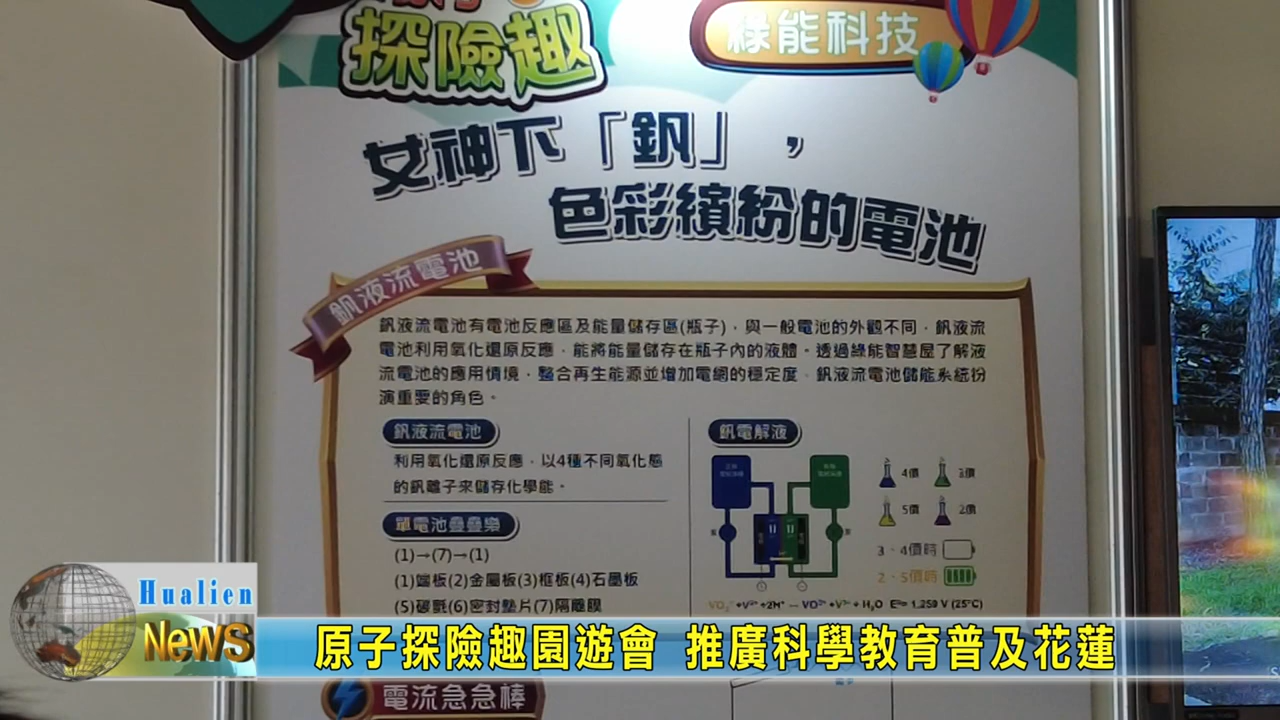 探險趣
綠能科技
女神下「釩」，
色彩繽紛的電池
釩液流電池
釩液流電池有電池反應區及能量儲存區(瓶子)，與一般電池的外觀不同，釩液流
電池利用氧化還原反應，能將能量儲存在瓶子內的液體。透過綠能智慧屋了解液
流電池的應用情境，整合再生能源並增加電網的穩定度，釩液流電池儲能系統扮
演重要的角色。
釩液流電池
利用氧化還原反應，以4種不同氧化態
的釩離子來儲存化學能。
單電池疊疊樂
(1)→(7)→(1)
(1)端板(2)金屬板(3)框板(4)石墨板
(5)碳氈(6)密封墊片(7)隔離膜
釩電解液
4價 3價
5價 2價
3、4價時
2、5價時
VO₂⁺+V²⁺+2H⁺ — VO²⁺+V³⁺+H₂O E⁰=1.259 V (25°C)
Hualien
News
原子探險趣園遊會 推廣科學教育普及花蓮
電流急急棒